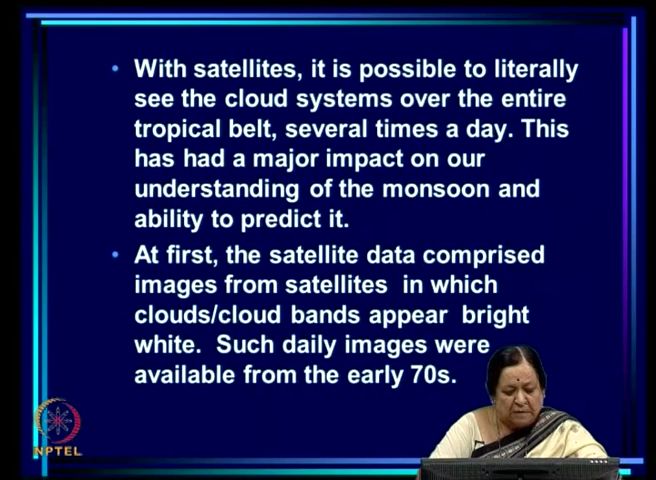 • With satellites, it is possible to literally
see the cloud systems over the entire
tropical belt, several times a day. This
has had a major impact on our
understanding of the monsoon and
ability to predict it.
• At first, the satellite data comprised
images from satellites in which
clouds/cloud bands appear bright
white. Such daily images were
available from the early 70s.
NPTEL